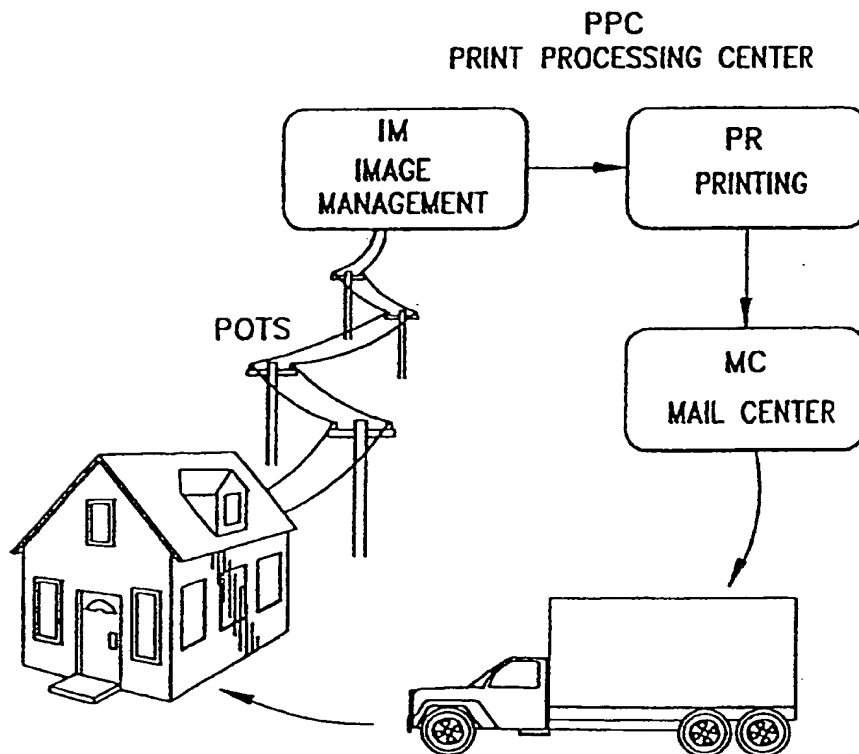 PPC
PRINT PROCESSING CENTER
IM
IMAGE
MANAGEMENT
PR
PRINTING
POTS
MC
MAIL CENTER